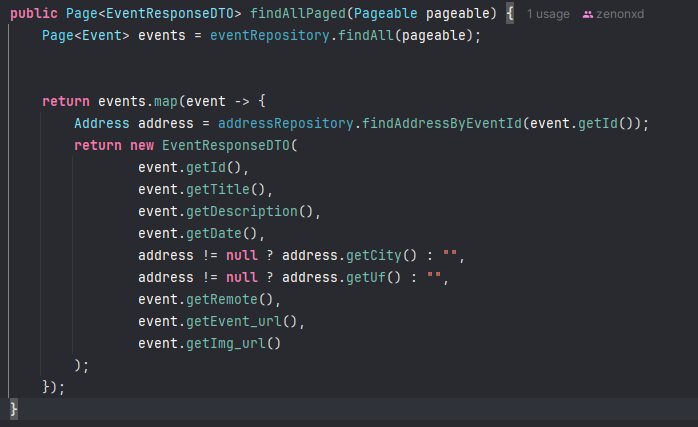 public Page<EventResponseDTO> findAllPaged(Pageable pageable) { 1 usage zenonxd
    Page<Event> events = eventRepository.findAll(pageable);
    return events.map(event -> {
        Address address = addressRepository.findAddressByEventId(event.getId());
        return new EventResponseDTO(
                event.getId(),
                event.getTitle(),
                event.getDescription(),
                event.getDate(),
                address != null ? address.getCity() : "",
                address != null ? address.getUf() : "",
                event.getRemote(),
                event.getEvent_url(),
                event.getImg_url()
        );
    });
}